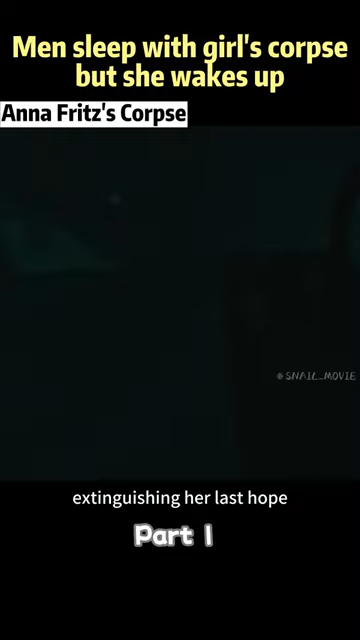 Men sleep with girl's corpse
but she wakes up
Anna Fritz's Corpse
SNAIL_MOVIE
extinguishing her last hope
Part 1